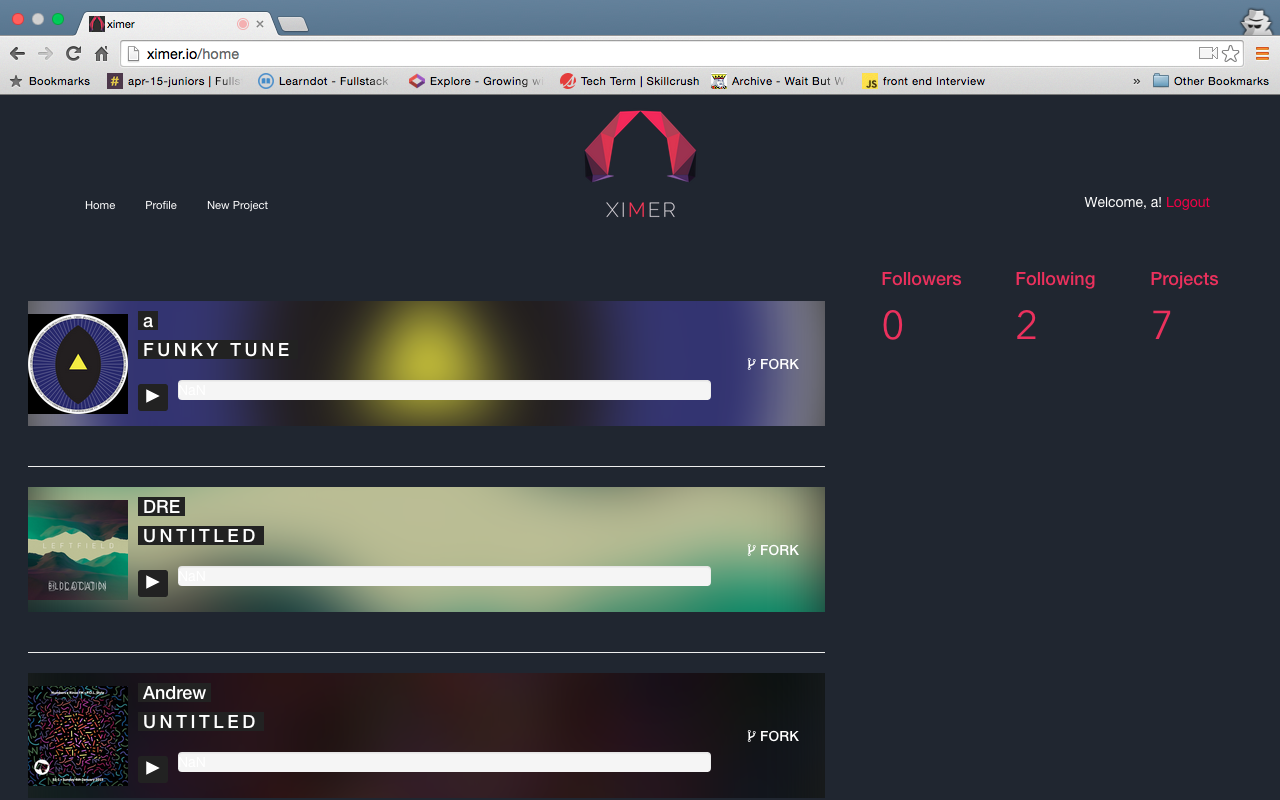 ximer
ximer.io/home
Bookmarks apr-15-juniors | Fulls Learndot - Fullstack Explore - Growing w Tech Term | Skillcrush Archive - Wait But W JS front end Interview » Other Bookmarks
XIMER
Home Profile New Project
Welcome, a! Logout
Followers Following Projects
0 2 7
a
FUNKY TUNE
FORK
NaN
DRE
UNTITLED
FORK
LEFTFIELD
NaN
Andrew
UNTITLED
FORK
NaN